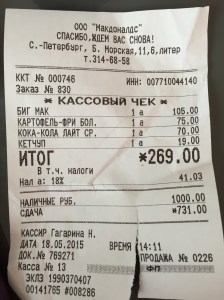 ООО "Макдоналдс"
СПАСИБО, ЖДЕМ ВАС СНОВА!
С.-Петербург, Б. Морская,11,6,литер
т.314-68-58
ККТ № 000746 ИНН: 007710044140
Заказ № 830
* КАССОВЫЙ ЧЕК *
БИГ МАК 1 a 105.00
КАРТОФЕЛЬ-ФРИ БОЛ. 1 a 75.00
КОКА-КОЛА ЛАЙТ СР. 1 a 70.00
КЕТЧУП 1 a 19.00
ИТОГ *269.00
В т.ч. налоги
Нал a: 18% 41.03
НАЛИЧНЫЕ РУБ. 1000.00
СДАЧА *731.00
КАССИР Гагарина Н.
ДАТА 18.05.2015 ВРЕМЯ 14:11
ДОК.№ 769271 ПРОДАЖА № 0226
Касса № 13 ФП
ЭКЛЗ 1990370407
00141765 #008286